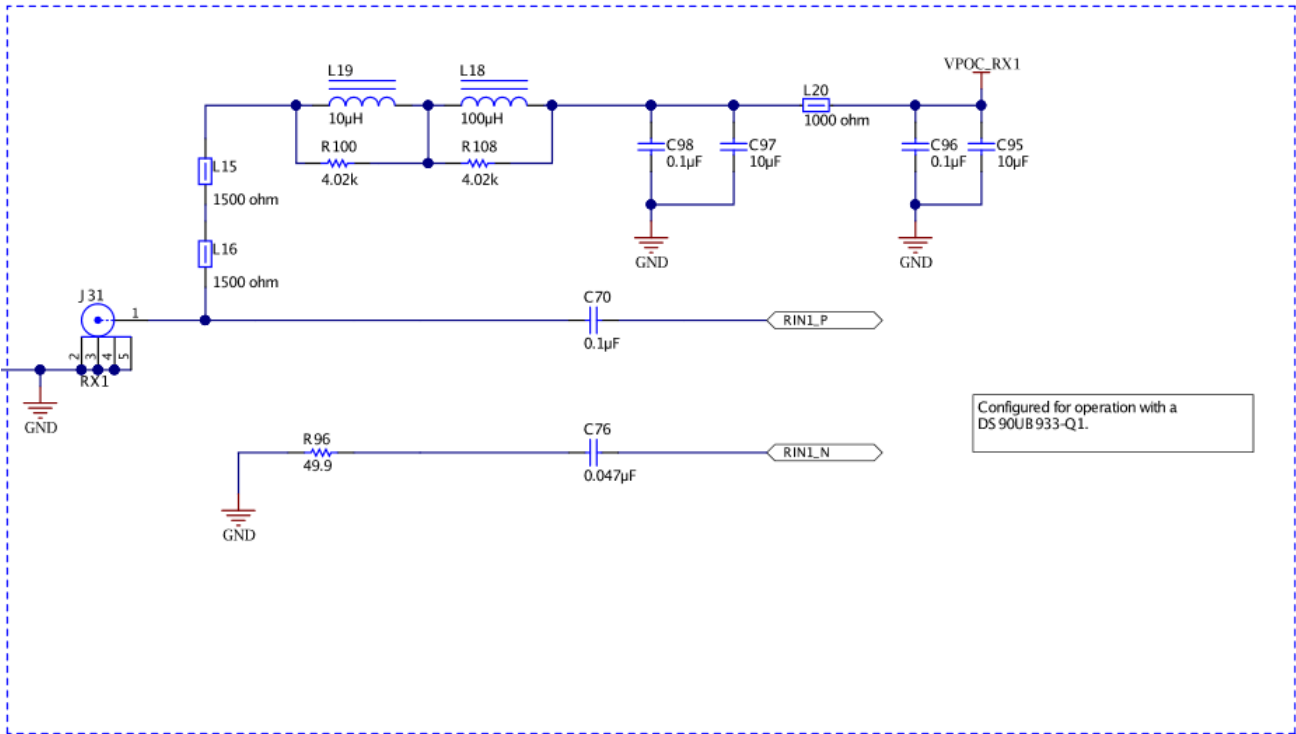 VPOC_RX1
L19
L18
L20
10µH
100µH
1000 ohm
R100
R108
C98
C97
C96
C95
0.1µF
10µF
0.1µF
10µF
4.02k
4.02k
L15
1500 ohm
L16
1500 ohm
GND
GND
J31
1
C70
RIN1_P
0.1µF
2
3
4
5
RX1
GND
Configured for operation with a
DS90UB933-Q1.
C76
R96
RIN1_N
49.9
0.047µF
GND